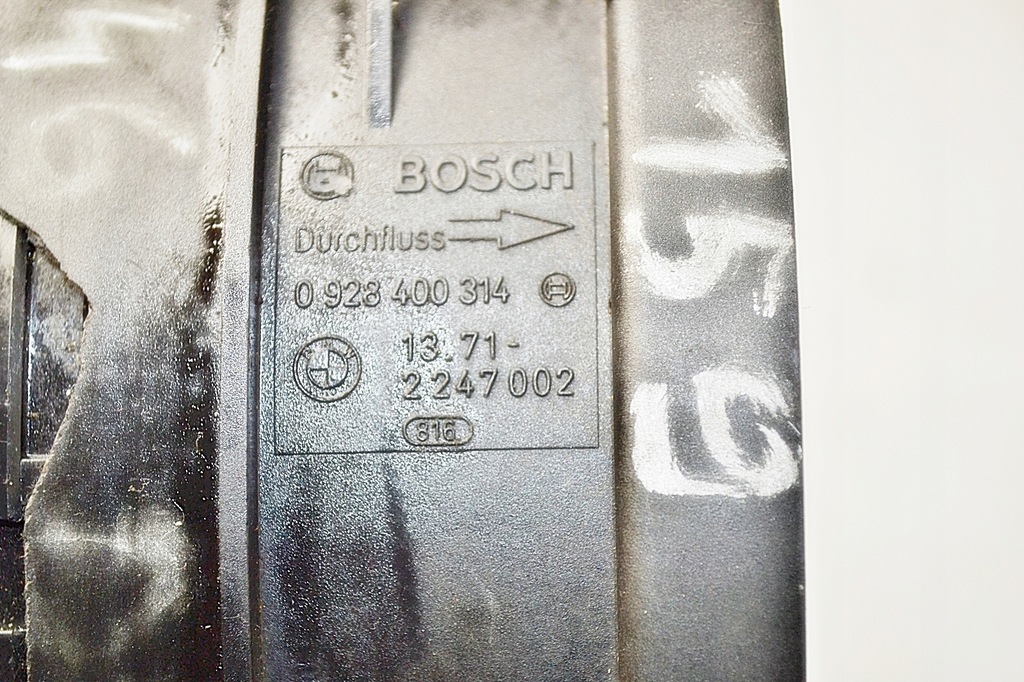 BOSCH
Durchfluss
0 928 400 314
13.71-
2 247 002
816